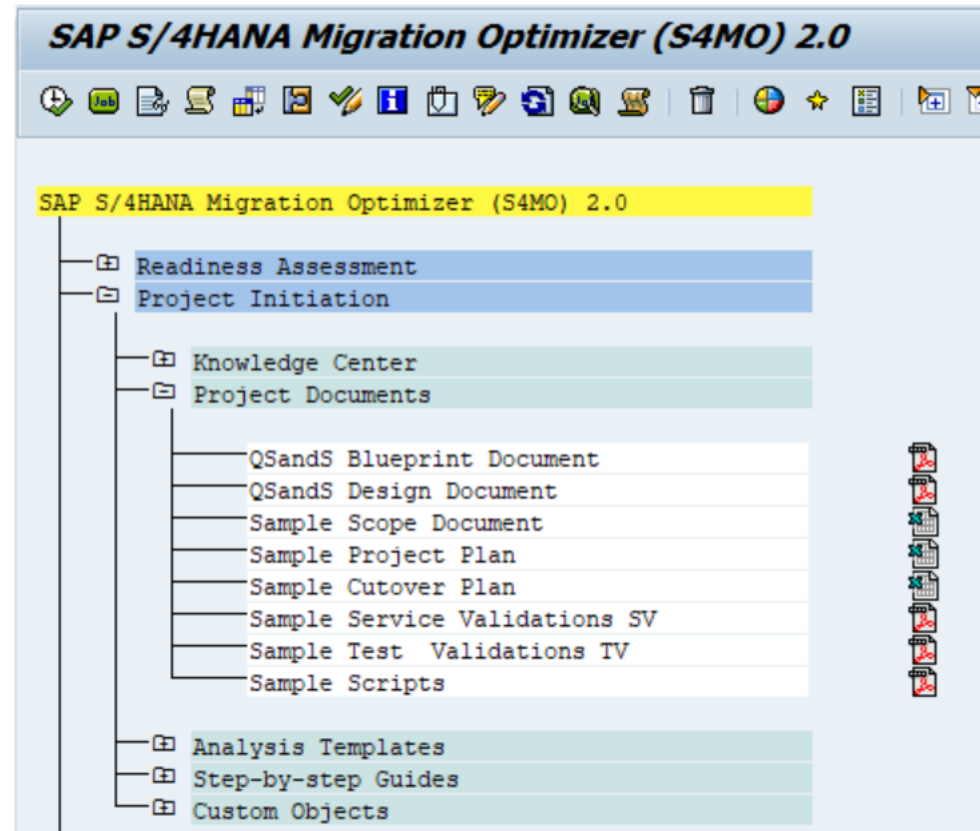 SAP S/4HANA Migration Optimizer (S4MO) 2.0
Job
SAP S/4HANA Migration Optimizer (S4MO) 2.0
Readiness Assessment
Project Initiation
Knowledge Center
Project Documents
QSandS Blueprint Document
QSandS Design Document
Sample Scope Document
Sample Project Plan
Sample Cutover Plan
Sample Service Validations SV
Sample Test  Validations TV
Sample Scripts
Analysis Templates
Step-by-step Guides
Custom Objects